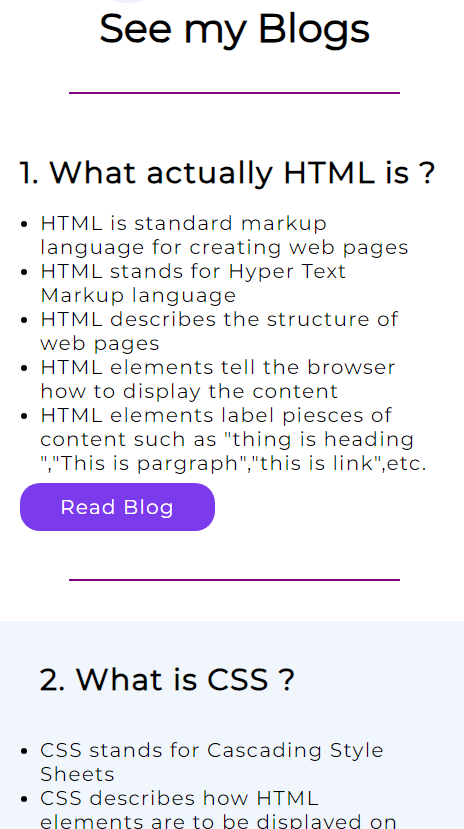 See my Blogs
1. What actually HTML is ?
• HTML is standard markup
language for creating web pages
• HTML stands for Hyper Text
Markup language
• HTML describes the structure of
web pages
• HTML elements tell the browser
how to display the content
• HTML elements label piesces of
content such as "thing is heading
","This is pargraph","this is link",etc.
Read Blog
2. What is CSS ?
• CSS stands for Cascading Style
Sheets
• CSS describes how HTML
elements are to be displayed on